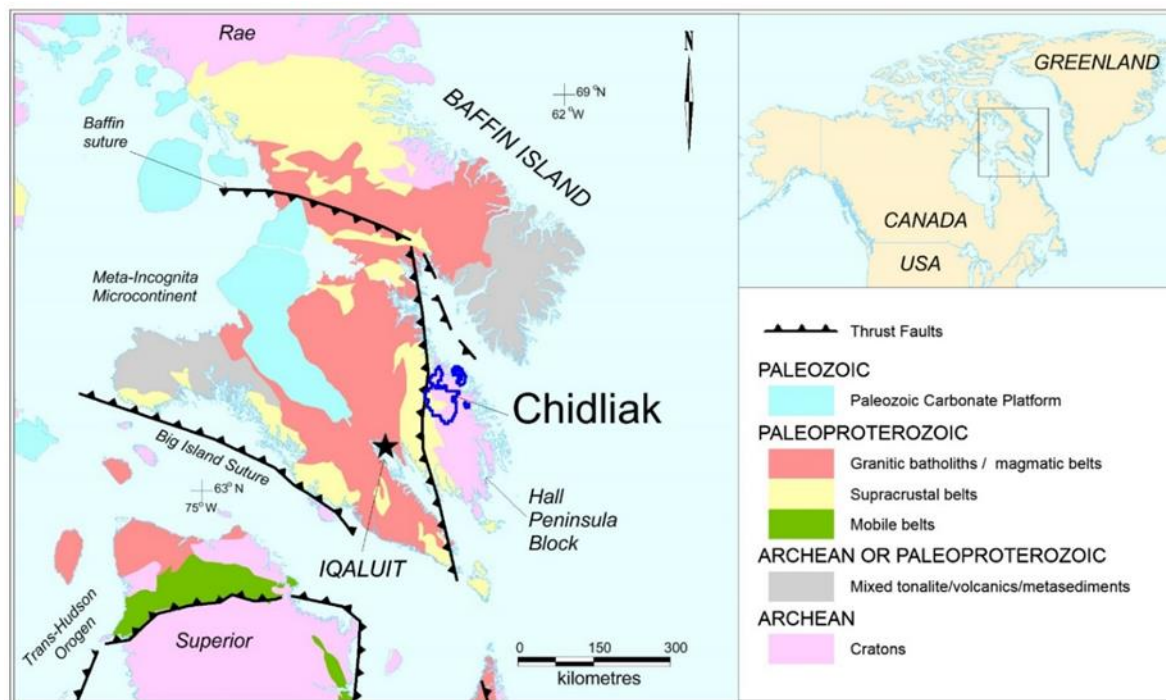 Rae
N
69 °N
62 °W
BAFFIN ISLAND
Baffin
suture
Meta-Incognita
Microcontinent
Chidliak
Big Island Suture
63° N
75° W
Hall
Peninsula
Block
IQALUIT
Trans-Hudson
Orogen
Superior
0 150 300
kilometres
GREENLAND
CANADA
USA
Thrust Faults
PALEOZOIC
Paleozoic Carbonate Platform
PALEOPROTEROZOIC
Granitic batholiths / magmatic belts
Supracrustal belts
Mobile belts
ARCHEAN OR PALEOPROTEROZOIC
Mixed tonalite/volcanics/metasediments
ARCHEAN
Cratons